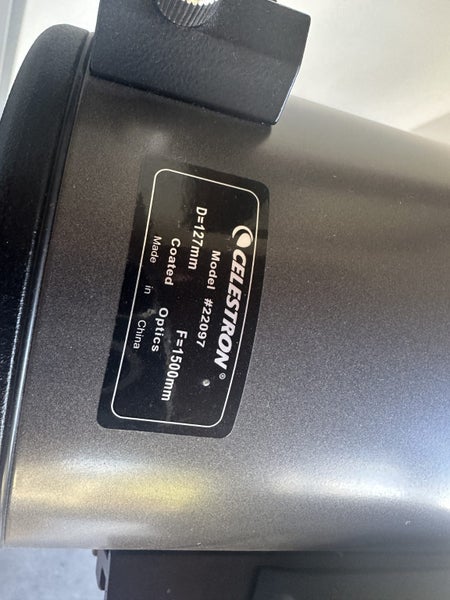 CELESTRON®
Model #22097
D=127mm F=1500mm
Coated Optics
Made in China